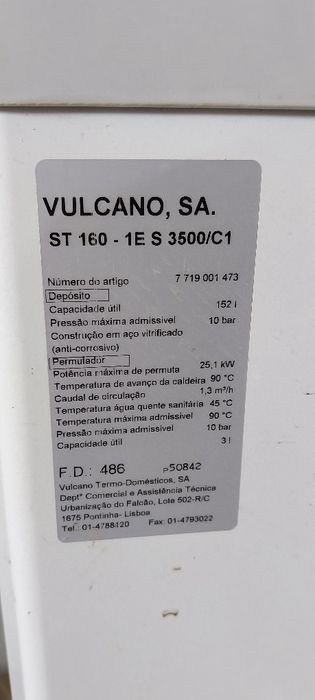 VULCANO, SA.
ST 160 - 1E S 3500/C1
Número do artigo 7 719 001 473
Depósito
Capacidade útil 152 l
Pressão máxima admissivel 10 bar
Construção em aço vitrificado
(anti-corrosivo)
Permutador
Potência máxima de permuta 25,1 kW
Temperatura de avanço da caldeira 90 °C
Caudal de circulação 1,3 m³/h
Temperatura água quente sanitária 45 °C
Temperatura máxima admissivel 90 °C
Pressão máxima admissivel 10 bar
Capacidade útil 3 l
F.D.: 486 P50842
Vulcano Termo-Domésticos, SA
Deptº Comercial e Assistência Técnica
Urbanização do Falcão, Lote 502-R/C
1675 Pontinha- Lisboa
Tel.: 01-4788120 Fax: 01-4793022